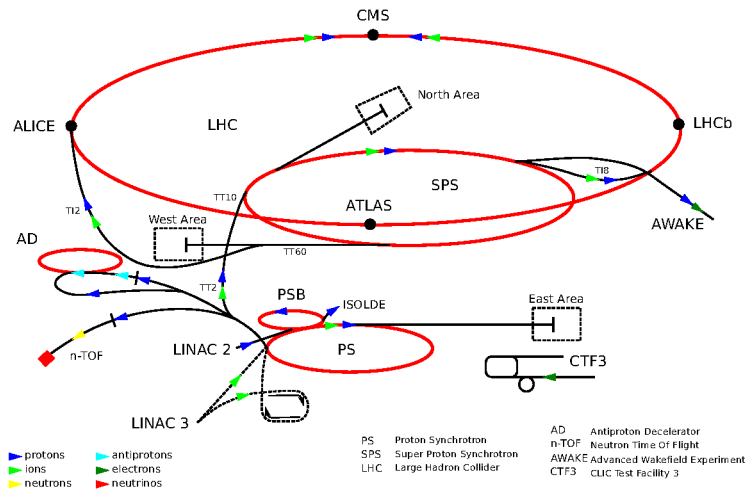 CMS
North Area
ALICE
LHC
LHCb
TI8
SPS
TT10
TI2
West Area
ATLAS
AWAKE
AD
TT60
TT2
PSB
ISOLDE
East Area
LINAC 2
PS
n-TOF
CTF3
LINAC 3
protons
ions
neutrons
antiprotons
electrons
neutrinos
PS Proton Synchrotron
SPS Super Proton Synchrotron
LHC Large Hadron Collider
AD Antiproton Decelerator
n-TOF Neutron Time Of Flight
AWAKE Advanced Wakefield Experiment
CTF3 CLIC Test Facility 3